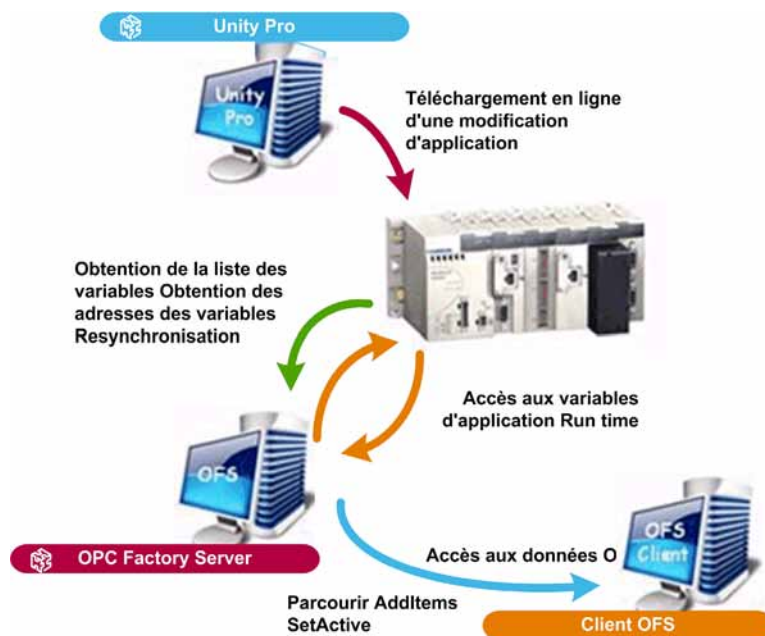 Unity Pro
Unity
Pro
Téléchargement en ligne
d'une modification
d'application
Obtention de la liste des
variables Obtention des
adresses des variables
Resynchronisation
Accès aux variables
d'application Run time
OFS
OPC Factory Server
Accès aux données O
OFS
Client
Parcourir AddItems
SetActive
Client OFS